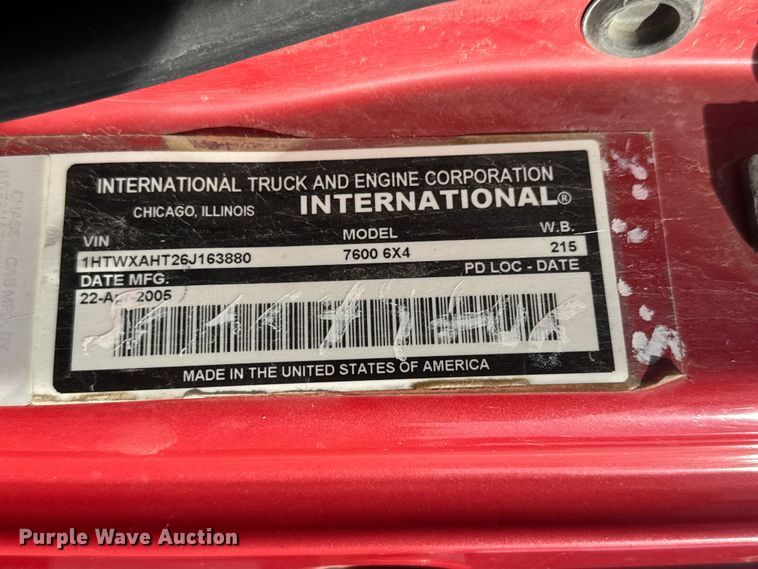 INTERNATIONAL TRUCK AND ENGINE CORPORATION
CHICAGO, ILLINOIS INTERNATIONAL®
VIN MODEL W.B.
1HTWXAHT26J163880 7600 6X4 215
DATE MFG. PD LOC - DATE
2005
MADE IN THE UNITED STATES OF AMERICA
Purple Wave Auction